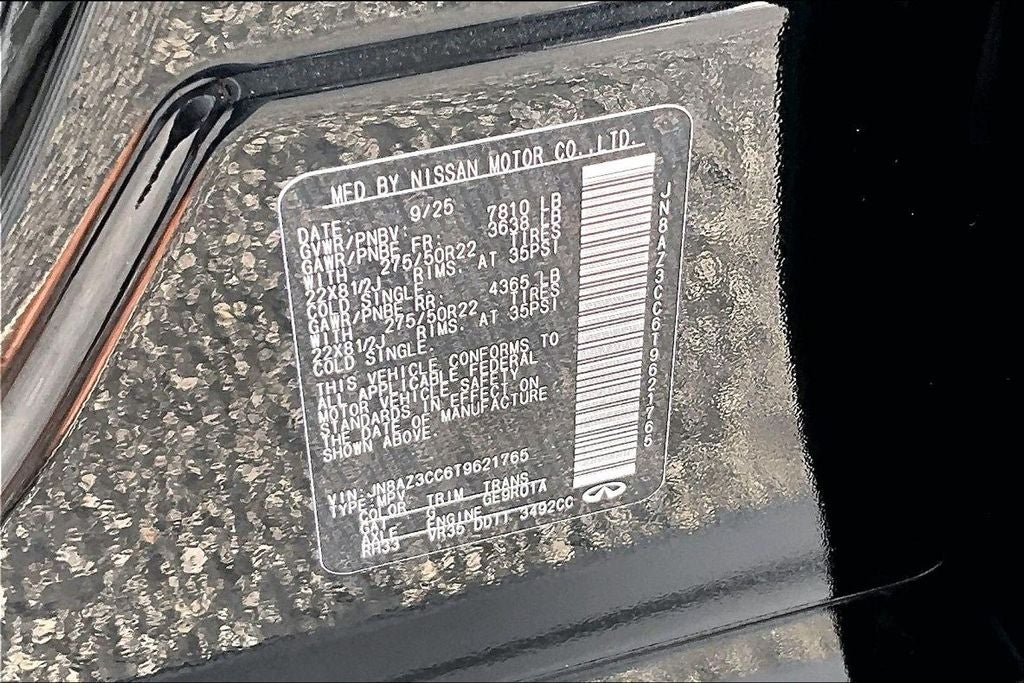 MFD BY NISSAN MOTOR CO.,LTD.
DATE: 9/25
GVWR/PNBV: 7810 LB
GAWR/PNBE FR: 3638 LB
WITH 275/50R22 TIRES
22X81/2J RIMS. AT 35PSI
COLD SINGLE.
GAWR/PNBE RR: 4365 LB
WITH 275/50R22 TIRES
22X81/2J RIMS. AT 35PSI
COLD SINGLE.
THIS VEHICLE CONFORMS TO
ALL APPLICABLE FEDERAL
MOTOR VEHICLE SAFETY
STANDARDS IN EFFECT ON
THE DATE OF MANUFACTURE
SHOWN ABOVE.
VIN: JN8AZ3CC6T9621765
TYPE: MPV
COLOR TRIM TRANS
GAT G GE9R01A
AXLE ENGINE
RH33 VR35 DDTT 3492CC
JN8AZ3CC6T9621765